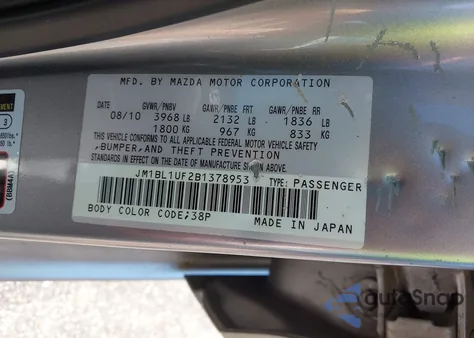 MFD. BY MAZDA MOTOR CORPORATION
DATE GVWR/PNBV GAWR/PNBE FRT GAWR/PNBE RR
08/10 3968 LB 2132 LB 1836 LB
1800 KG 967 KG 833 KG
THIS VEHICLE CONFORMS TO ALL APPLICABLE FEDERAL MOTOR VEHICLE SAFETY
,BUMPER,AND THEFT PREVENTION
STANDARDS IN EFFECT ON THE DATE OF MANUFACTURE SHOWN ABOVE.
JM1BL1UF2B1378953 TYPE: PASSENGER
BODY COLOR CODE;38P MADE IN JAPAN
3
(BBM4A)
autoSnap